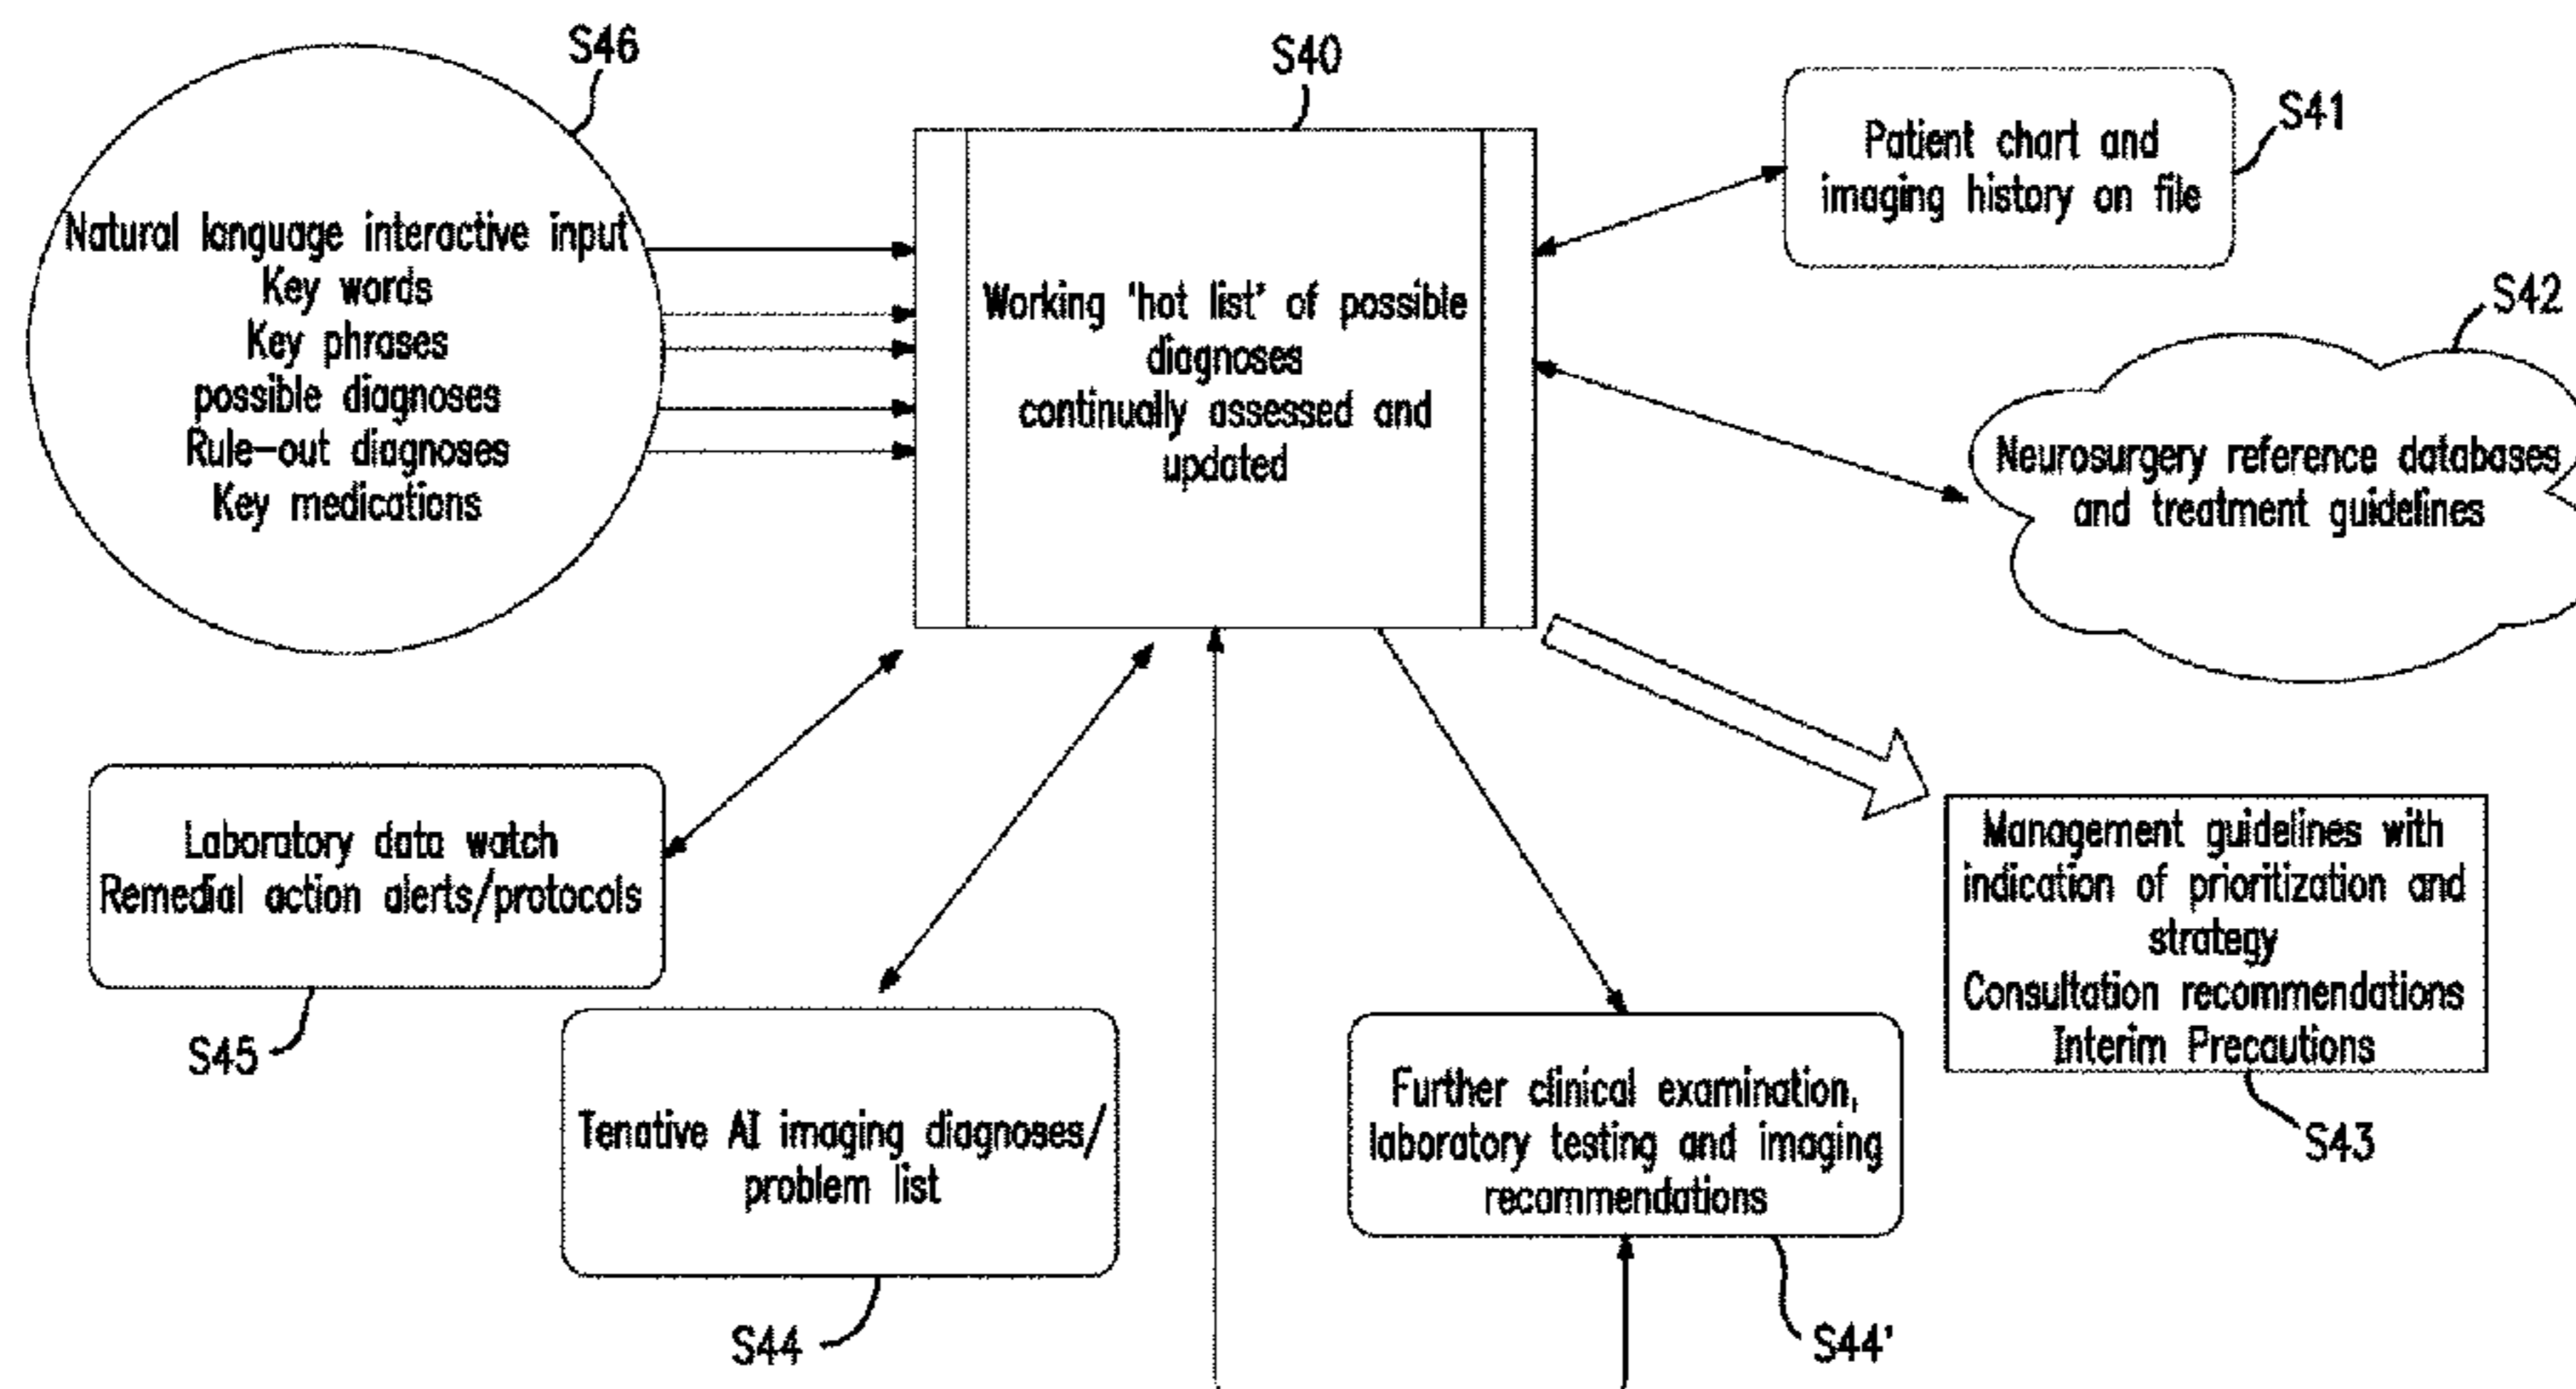 S46
Natural language interactive input
Key words
Key phrases
possible diagnoses
Rule-out diagnoses
Key medications
S40
Working 'hot list' of possible
diagnoses
continually assessed and
updated
S41
Patient chart and
imaging history on file
S42
Neurosurgery reference databases
and treatment guidelines
Laboratory data watch
Remedial action alerts/protocols
S45
Tenative AI imaging diagnoses/
problem list
S44
Further clinical examination,
laboratory testing and imaging
recommendations
S44'
Management guidelines with
indication of prioritization and
strategy
Consultation recommendations
Interim Precautions
S43